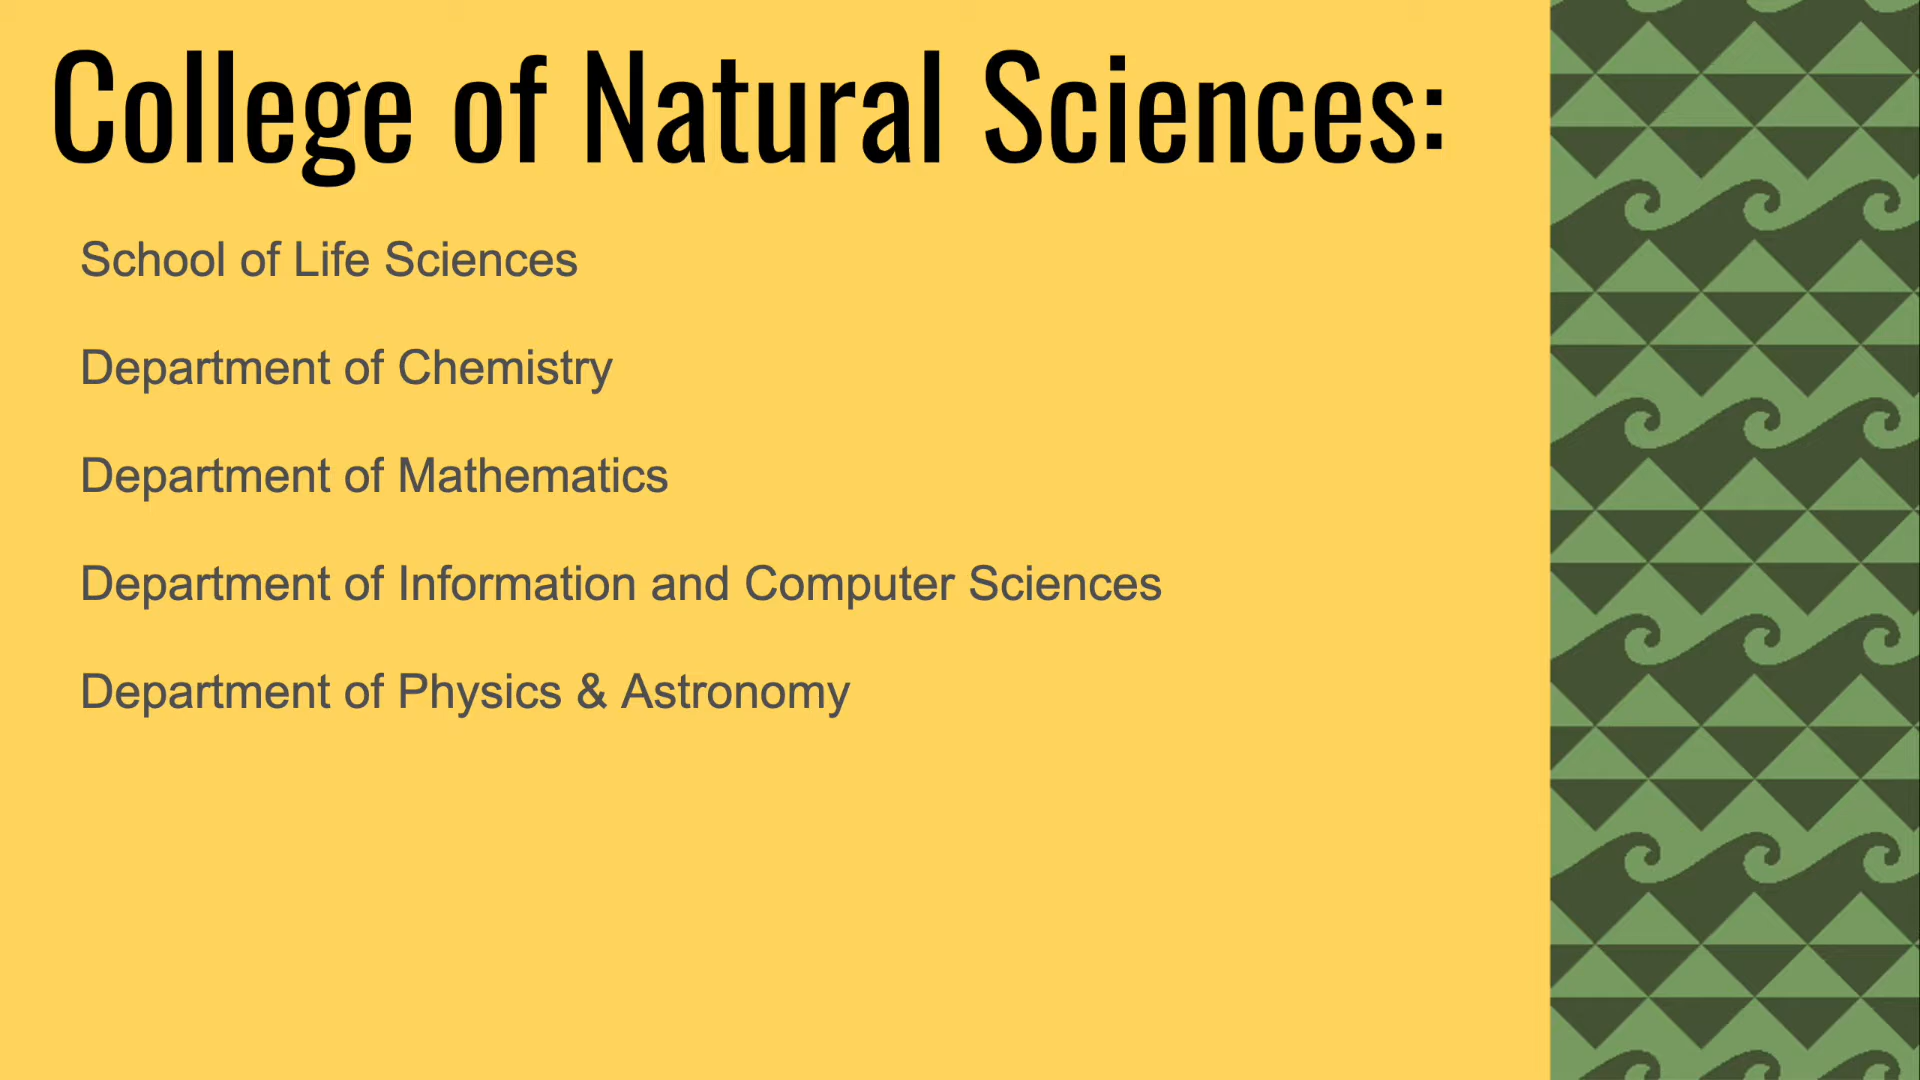 College of Natural Sciences:
School of Life Sciences
Department of Chemistry
Department of Mathematics
Department of Information and Computer Sciences
Department of Physics & Astronomy